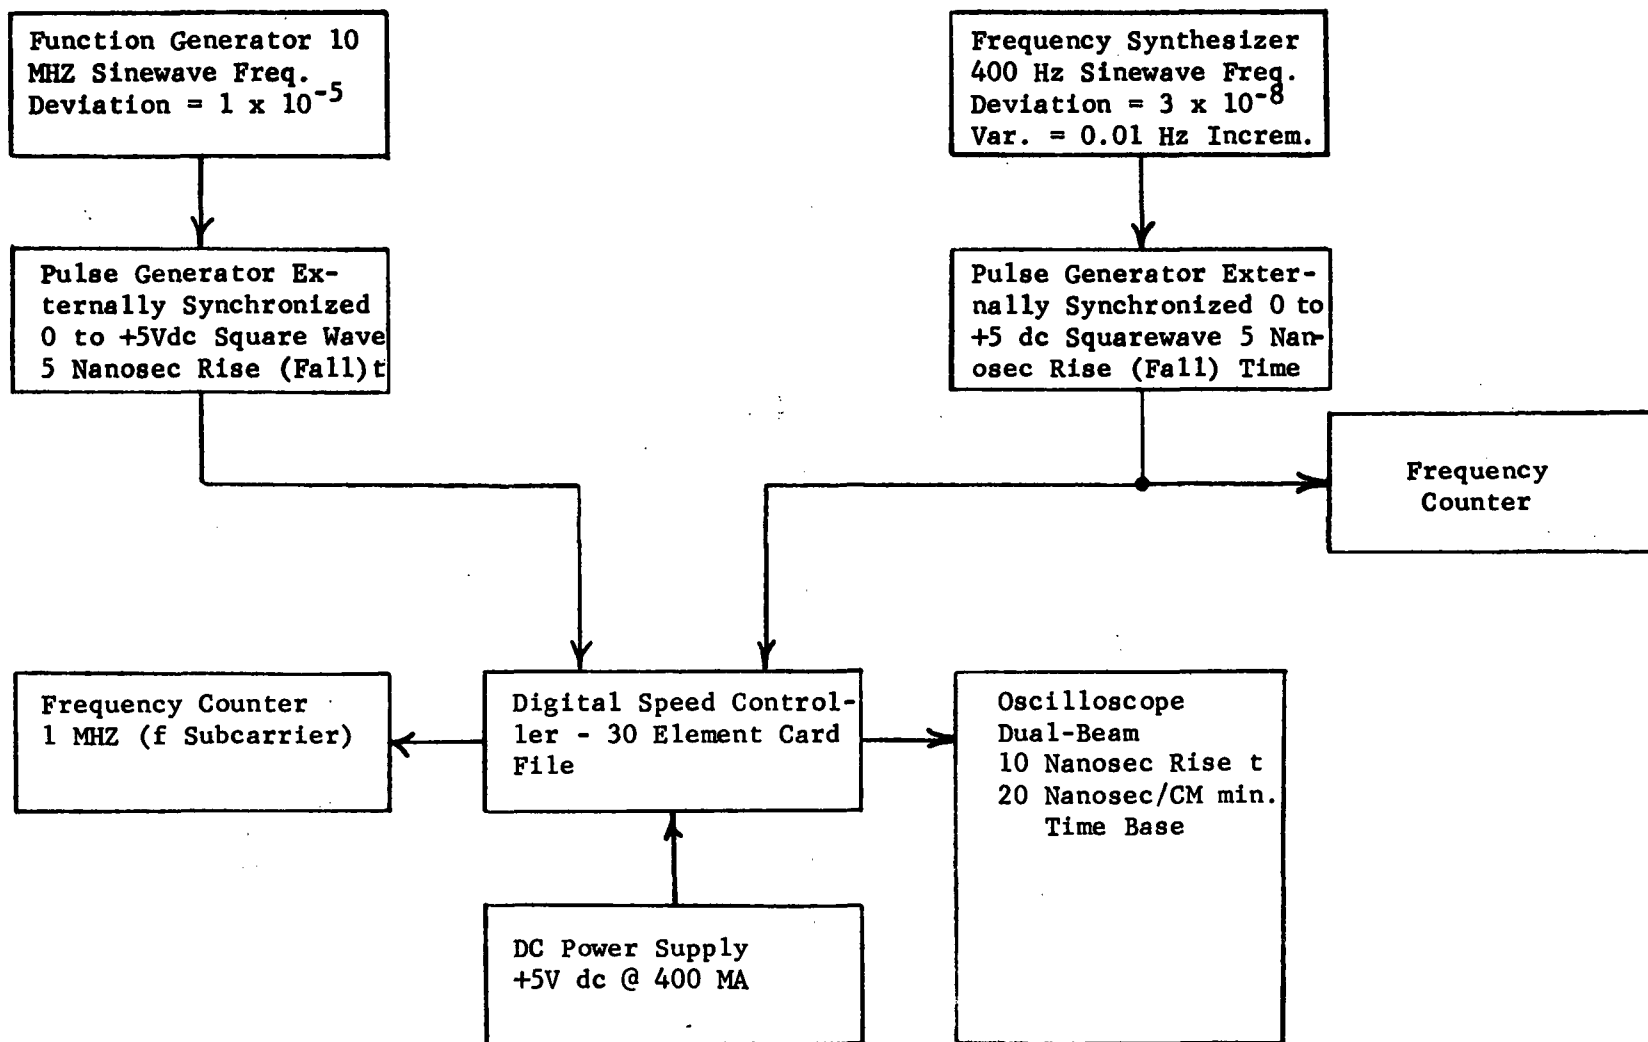 Function Generator 10
MHZ Sinewave Freq.
Deviation = 1 x 10⁻⁵
Frequency Synthesizer
400 Hz Sinewave Freq.
Deviation = 3 x 10⁻⁸
Var. = 0.01 Hz Increm.
Pulse Generator Ex-
ternally Synchronized
0 to +5Vdc Square Wave
5 Nanosec Rise (Fall)t
Pulse Generator Exter-
nally Synchronized 0 to
+5 dc Squarewave 5 Nan-
osec Rise (Fall) Time
Frequency
Counter
Frequency Counter
1 MHZ (f Subcarrier)
Digital Speed Control-
ler - 30 Element Card
File
Oscilloscope
Dual-Beam
10 Nanosec Rise t
20 Nanosec/CM min.
Time Base
DC Power Supply
+5V dc @ 400 MA